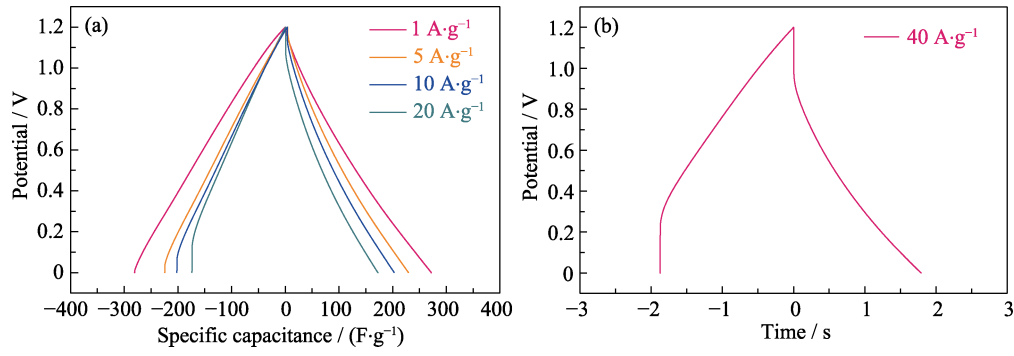 (a)
1 A·g⁻¹
5 A·g⁻¹
10 A·g⁻¹
20 A·g⁻¹
Potential / V
1.2
1.0
0.8
0.6
0.4
0.2
0
−400 −300 −200 −100 0 100 200 300 400
Specific capacitance / (F·g⁻¹)
(b)
40 A·g⁻¹
Potential / V
1.2
1.0
0.8
0.6
0.4
0.2
0
−3 −2 −1 0 1 2 3
Time / s